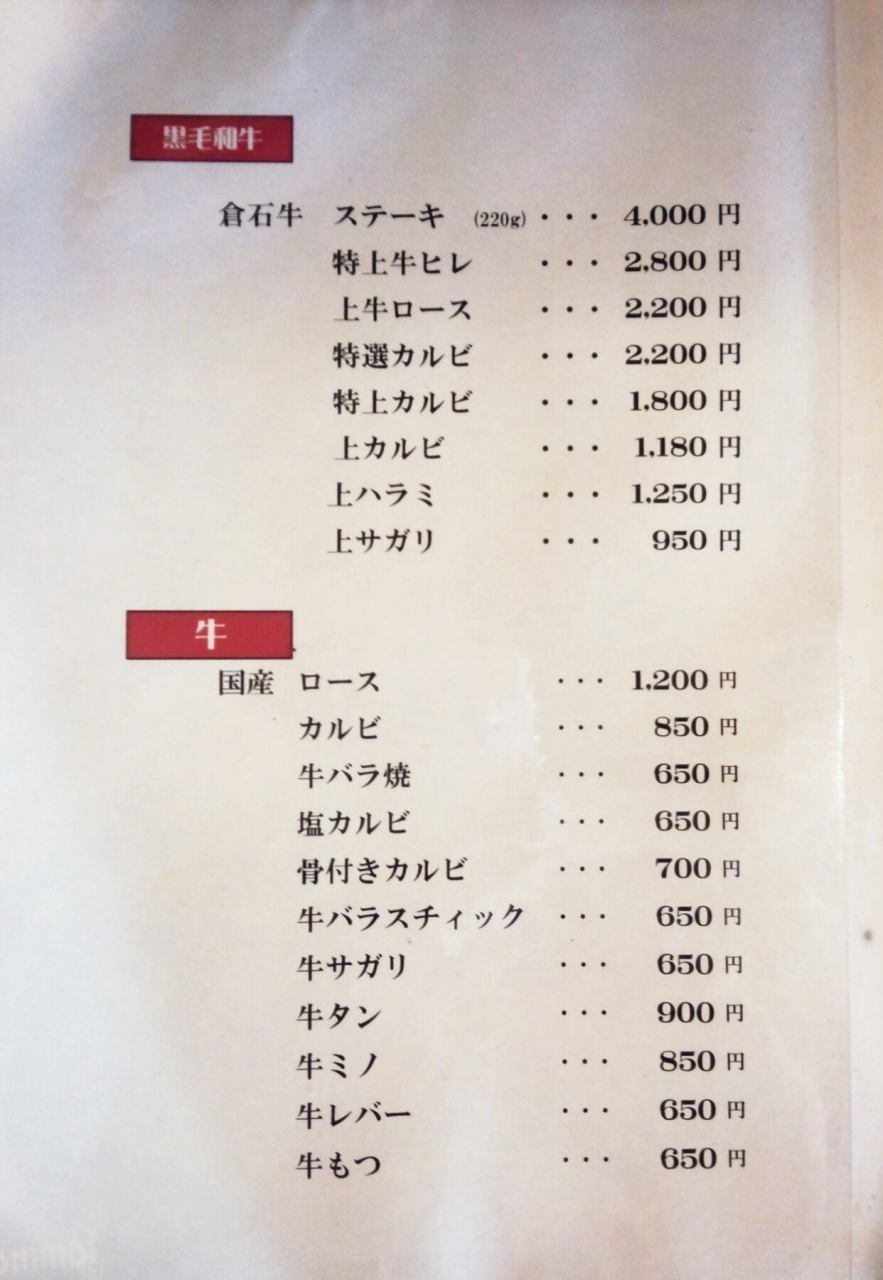 黒毛和牛
倉石牛 ステーキ (220g) ・・・ 4,000 円
特上牛ヒレ ・・・ 2,800 円
上牛ロース ・・・ 2,200 円
特選カルビ ・・・ 2,200 円
特上カルビ ・・・ 1,800 円
上カルビ ・・・ 1,180 円
上ハラミ ・・・ 1,250 円
上サガリ ・・・ 950 円
牛
国産 ロース ・・・ 1,200 円
カルビ ・・・ 850 円
牛バラ焼 ・・・ 650 円
塩カルビ ・・・ 650 円
骨付きカルビ ・・・ 700 円
牛バラスティック ・・・ 650 円
牛サガリ ・・・ 650 円
牛タン ・・・ 900 円
牛ミノ ・・・ 850 円
牛レバー ・・・ 650 円
牛もつ ・・・ 650 円